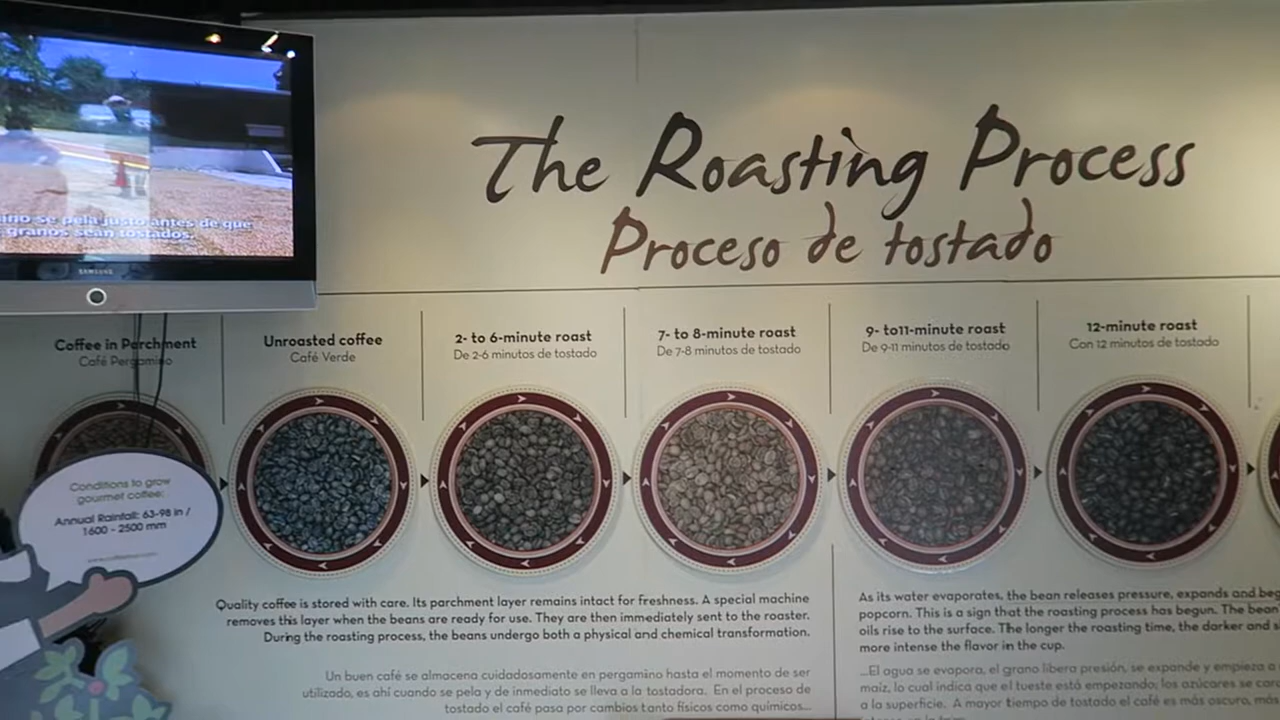 The Roasting Process
Proceso de tostado
se pela justo antes de que
granos sean tostados.
SAMSUNG
Coffee in Parchment
Café Pergamino
Unroasted coffee
Café Verde
2- to 6-minute roast
De 2-6 minutos de tostado
7- to 8-minute roast
De 7-8 minutos de tostado
9- to11-minute roast
De 9-11 minutos de tostado
12-minute roast
Con 12 minutos de tostado
Conditions to grow
gourmet coffee:
Annual Rainfall: 63-98 in /
1600 - 2500 mm
Quality coffee is stored with care. Its parchment layer remains intact for freshness. A special machine
removes this layer when the beans are ready for use. They are then immediately sent to the roaster.
During the roasting process, the beans undergo both a physical and chemical transformation.
Un buen café se almacena cuidadosamente en pergamino hasta el momento de ser
utilizado, es ahí cuando se pela y de inmediato se lleva a la tostadora. En el proceso de
tostado el café pasa por cambios tanto físicos como químicos...
As its water evaporates, the bean releases pressure, expands and beg
popcorn. This is a sign that the roasting process has begun. The bean
oils rise to the surface. The longer the roasting time, the darker and
more intense the flavor in the cup.
...El agua se evapora, el grano libera presión, se expande y empieza a
maíz, lo cual indica que el tueste está empezando; los azúcares se
a la superficie. A mayor tiempo de tostado el café es más oscuro, más